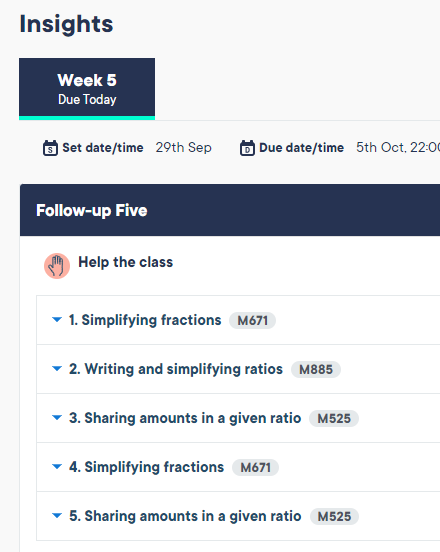 Insights
Week 5
Due Today
Set date/time 29th Sep Due date/time 5th Oct, 22:00
Follow-up Five
Help the class
1. Simplifying fractions M671
2. Writing and simplifying ratios M885
3. Sharing amounts in a given ratio M525
4. Simplifying fractions M671
5. Sharing amounts in a given ratio M525